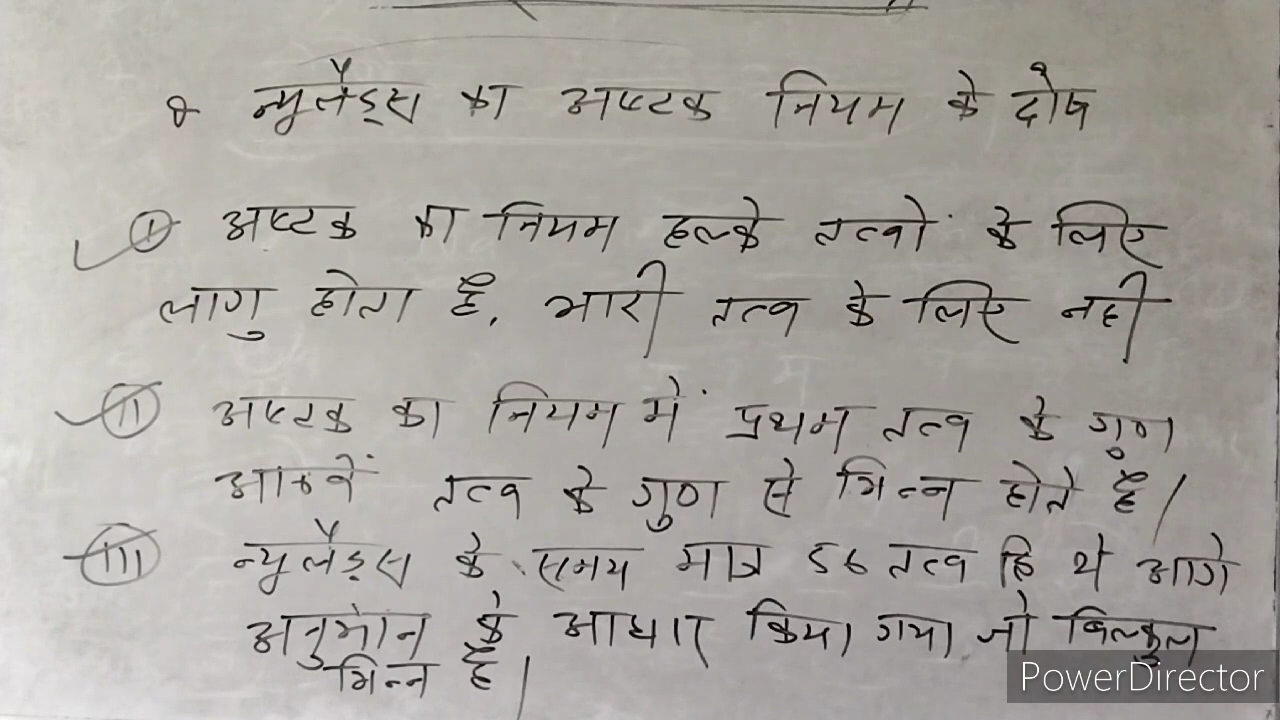 न्युलैंड्स का अष्टक नियम के दोष
(I) अष्टक का नियम हल्के तत्वों के लिए
लागु होता है, भारी तत्व के लिए नही
(II) अष्टक का नियम में प्रथम तत्व के गुण
आठवें तत्व के गुण से भिन्न होते है।
(III) न्युलैंड्स के समय मात्र 56 तत्व हि थे आगे
अनुमान के आधार किया गया जो बिल्कुल
भिन्न है।
PowerDirector